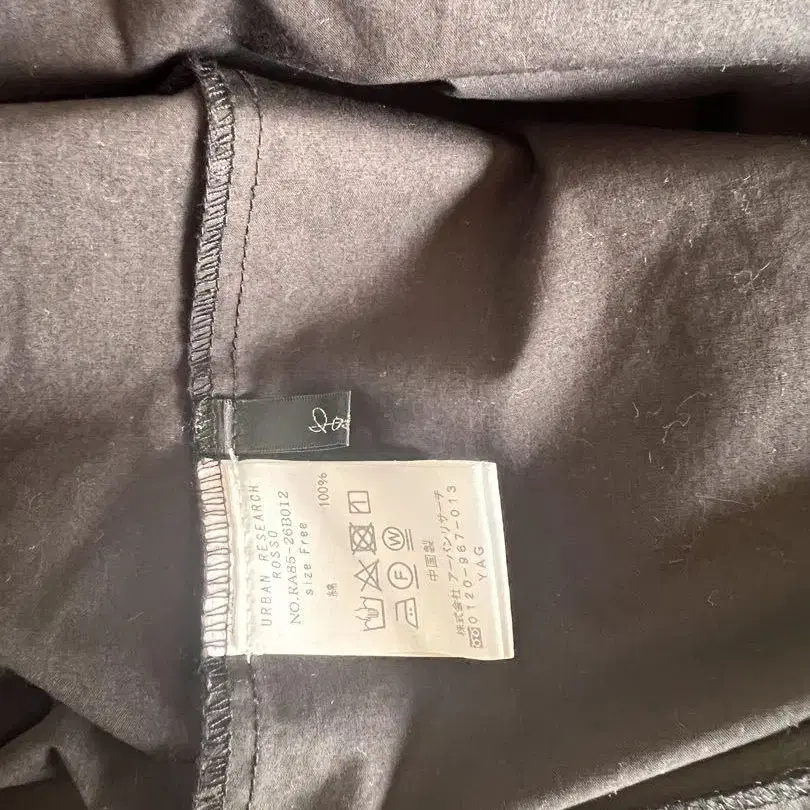 URBAN RESEARCH
ROSSO
NO.RA85-26B012
size Free
綿 100%
中国製
株式会社 アーバンリサーチ
0120-967-013
YAG